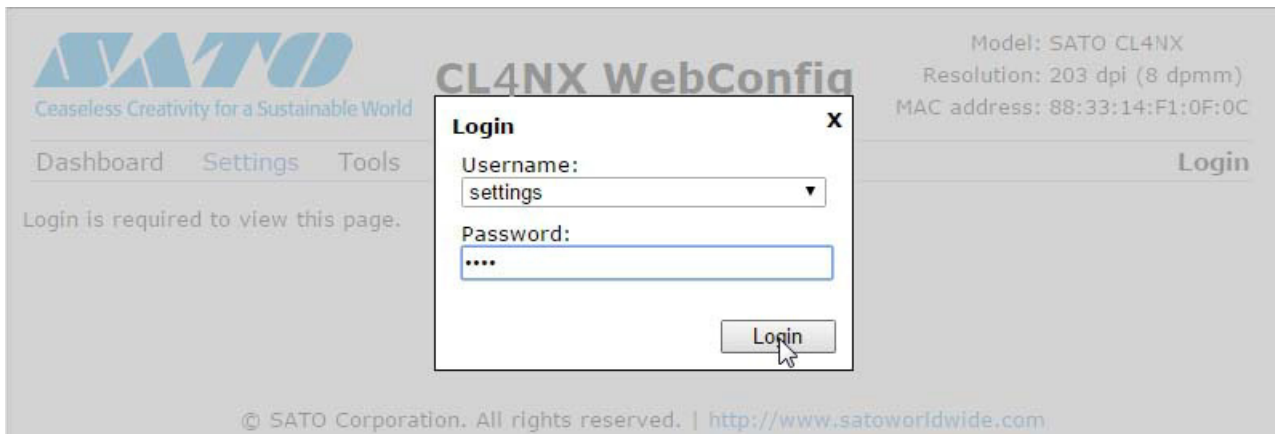 SATO
Ceaseless Creativity for a Sustainable World
CL4NX WebConfig
Model: SATO CL4NX
Resolution: 203 dpi (8 dpmm)
MAC address: 88:33:14:F1:0F:0C
Dashboard Settings Tools
Login
Login is required to view this page.
Login X
Username:
settings
Password:
••••
Login
© SATO Corporation. All rights reserved. | http://www.satoworldwide.com